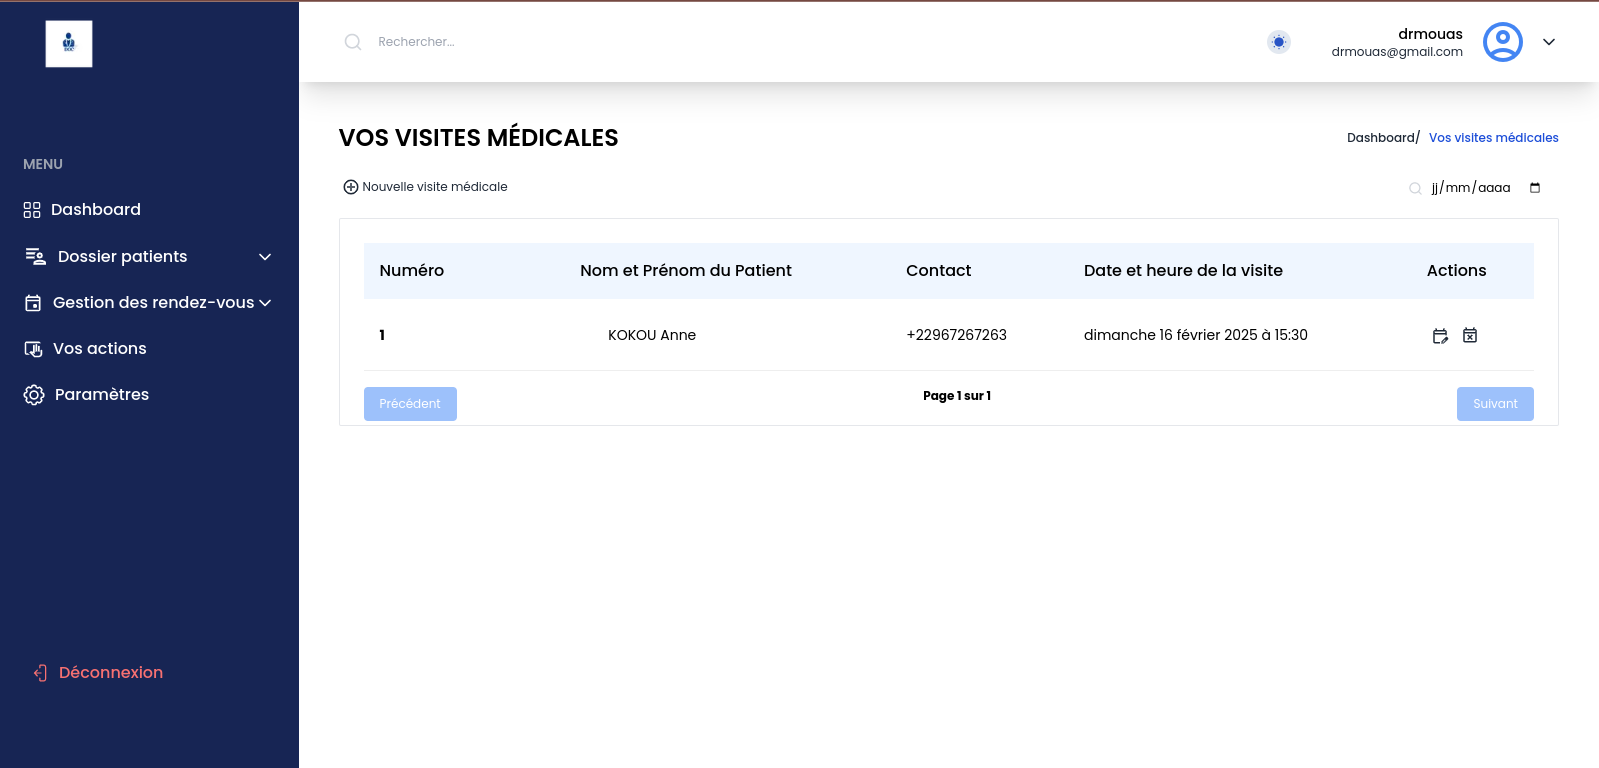 Rechercher...
drmouas
drmouas@gmail.com
MENU
Dashboard
Dossier patients
Gestion des rendez-vous
Vos actions
Paramètres
Déconnexion
VOS VISITES MÉDICALES
Dashboard/ Vos visites médicales
Nouvelle visite médicale
jj/mm/aaaa
Numéro Nom et Prénom du Patient Contact Date et heure de la visite Actions
1 KOKOU Anne +22967267263 dimanche 16 février 2025 à 15:30
Précédent Page 1 sur 1 Suivant